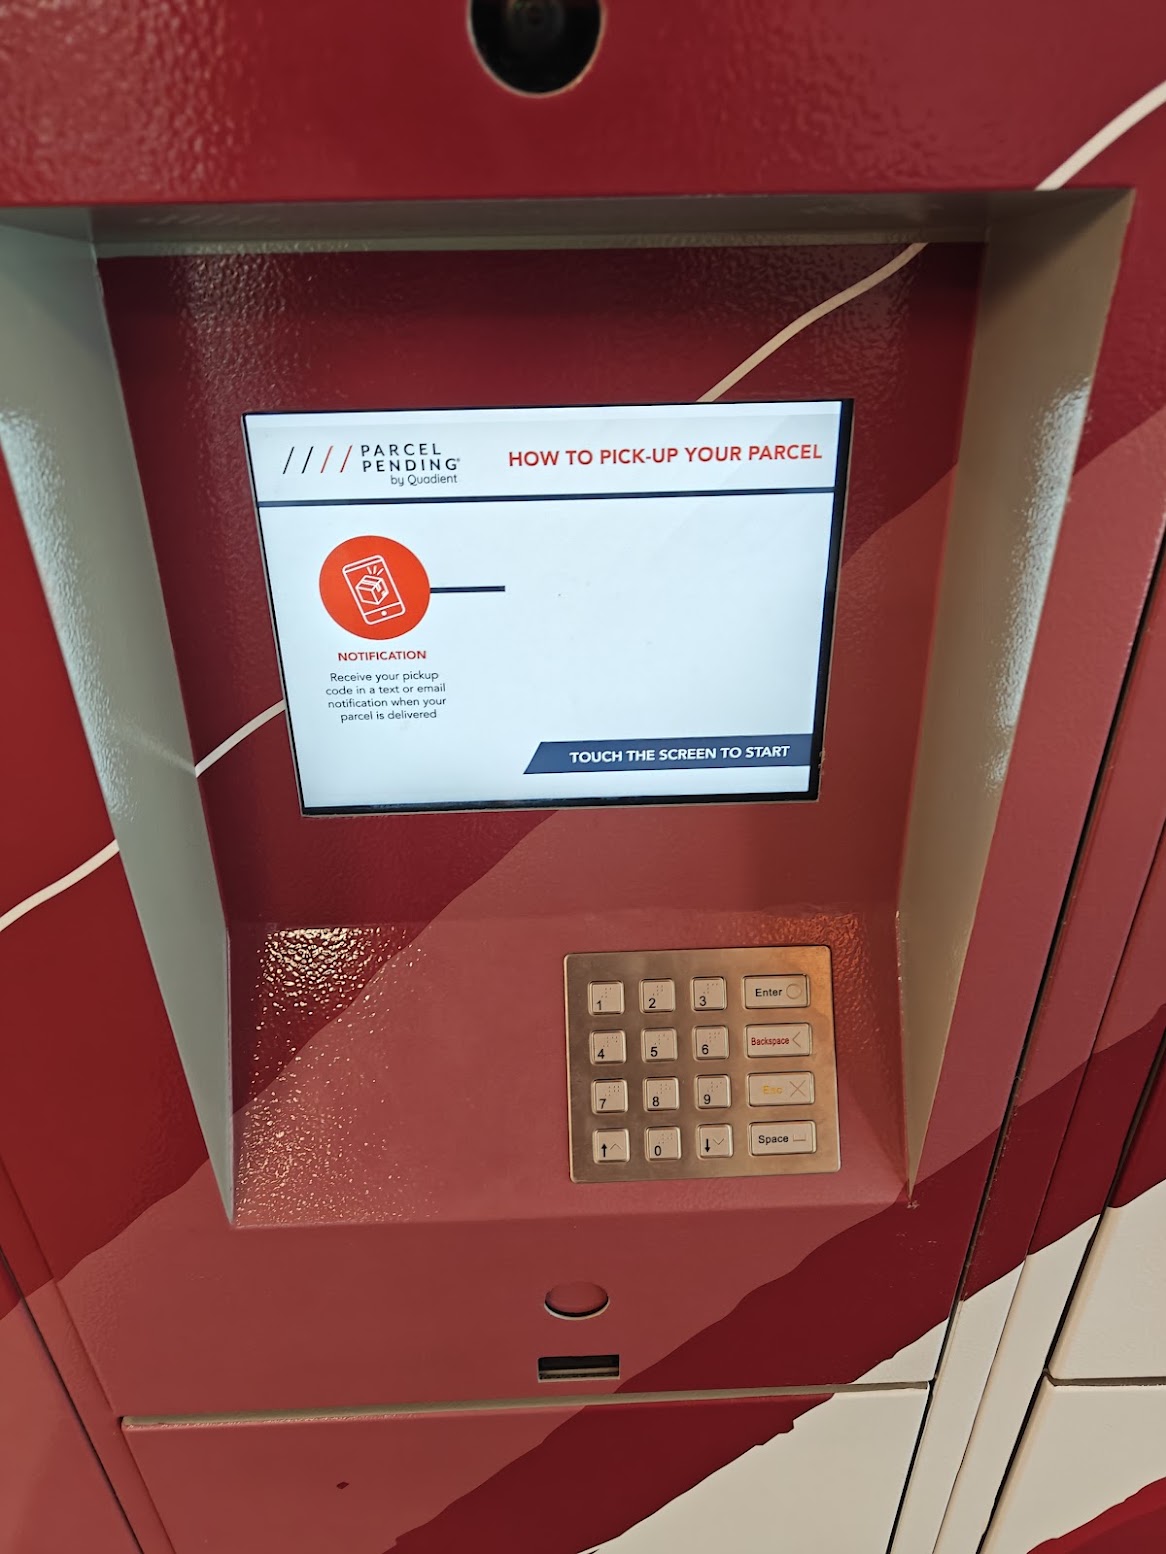 PARCEL
PENDING®
by Quadient
HOW TO PICK-UP YOUR PARCEL
NOTIFICATION
Receive your pickup
code in a text or email
notification when your
parcel is delivered
TOUCH THE SCREEN TO START
1 2 3 Enter
4 5 6 Backspace
7 8 9 Esc
0 Space